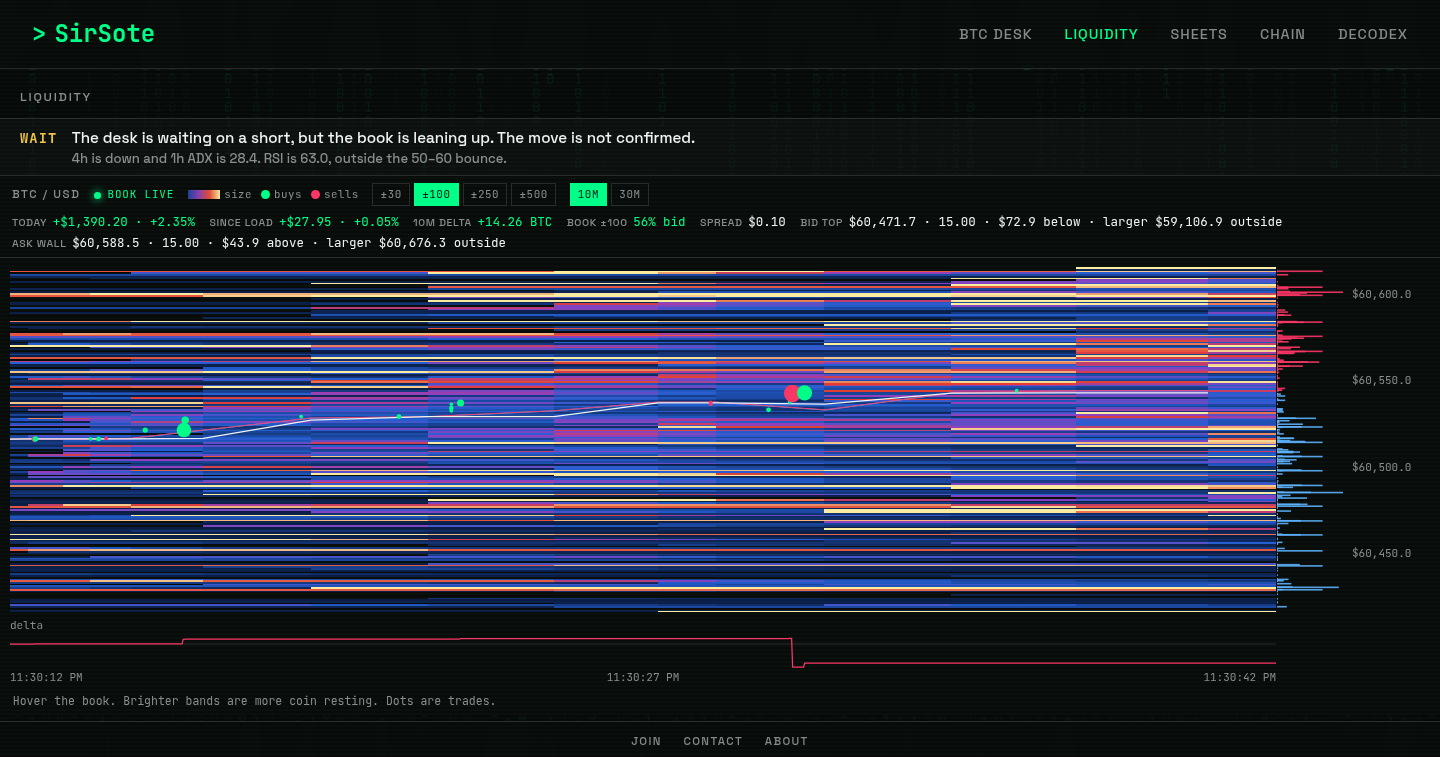 > SirSote
BTC DESK LIQUIDITY SHEETS CHAIN DECODEX
LIQUIDITY
WAIT The desk is waiting on a short, but the book is leaning up. The move is not confirmed.
4h is down and 1h ADX is 28.4. RSI is 63.0, outside the 50–60 bounce.
BTC / USD BOOK LIVE size buys sells ±30 ±100 ±250 ±500 10M 30M
TODAY +$1,390.20 · +2.35% SINCE LOAD +$27.95 · +0.05% 10M DELTA +14.26 BTC BOOK ±100 56% bid SPREAD $0.10 BID TOP $60,471.7 · 15.00 · $72.9 below · larger $59,106.9 outside
ASK WALL $60,588.5 · 15.00 · $43.9 above · larger $60,676.3 outside
$60,600.0
$60,550.0
$60,500.0
$60,450.0
delta
11:30:12 PM 11:30:27 PM 11:30:42 PM
Hover the book. Brighter bands are more coin resting. Dots are trades.
JOIN CONTACT ABOUT